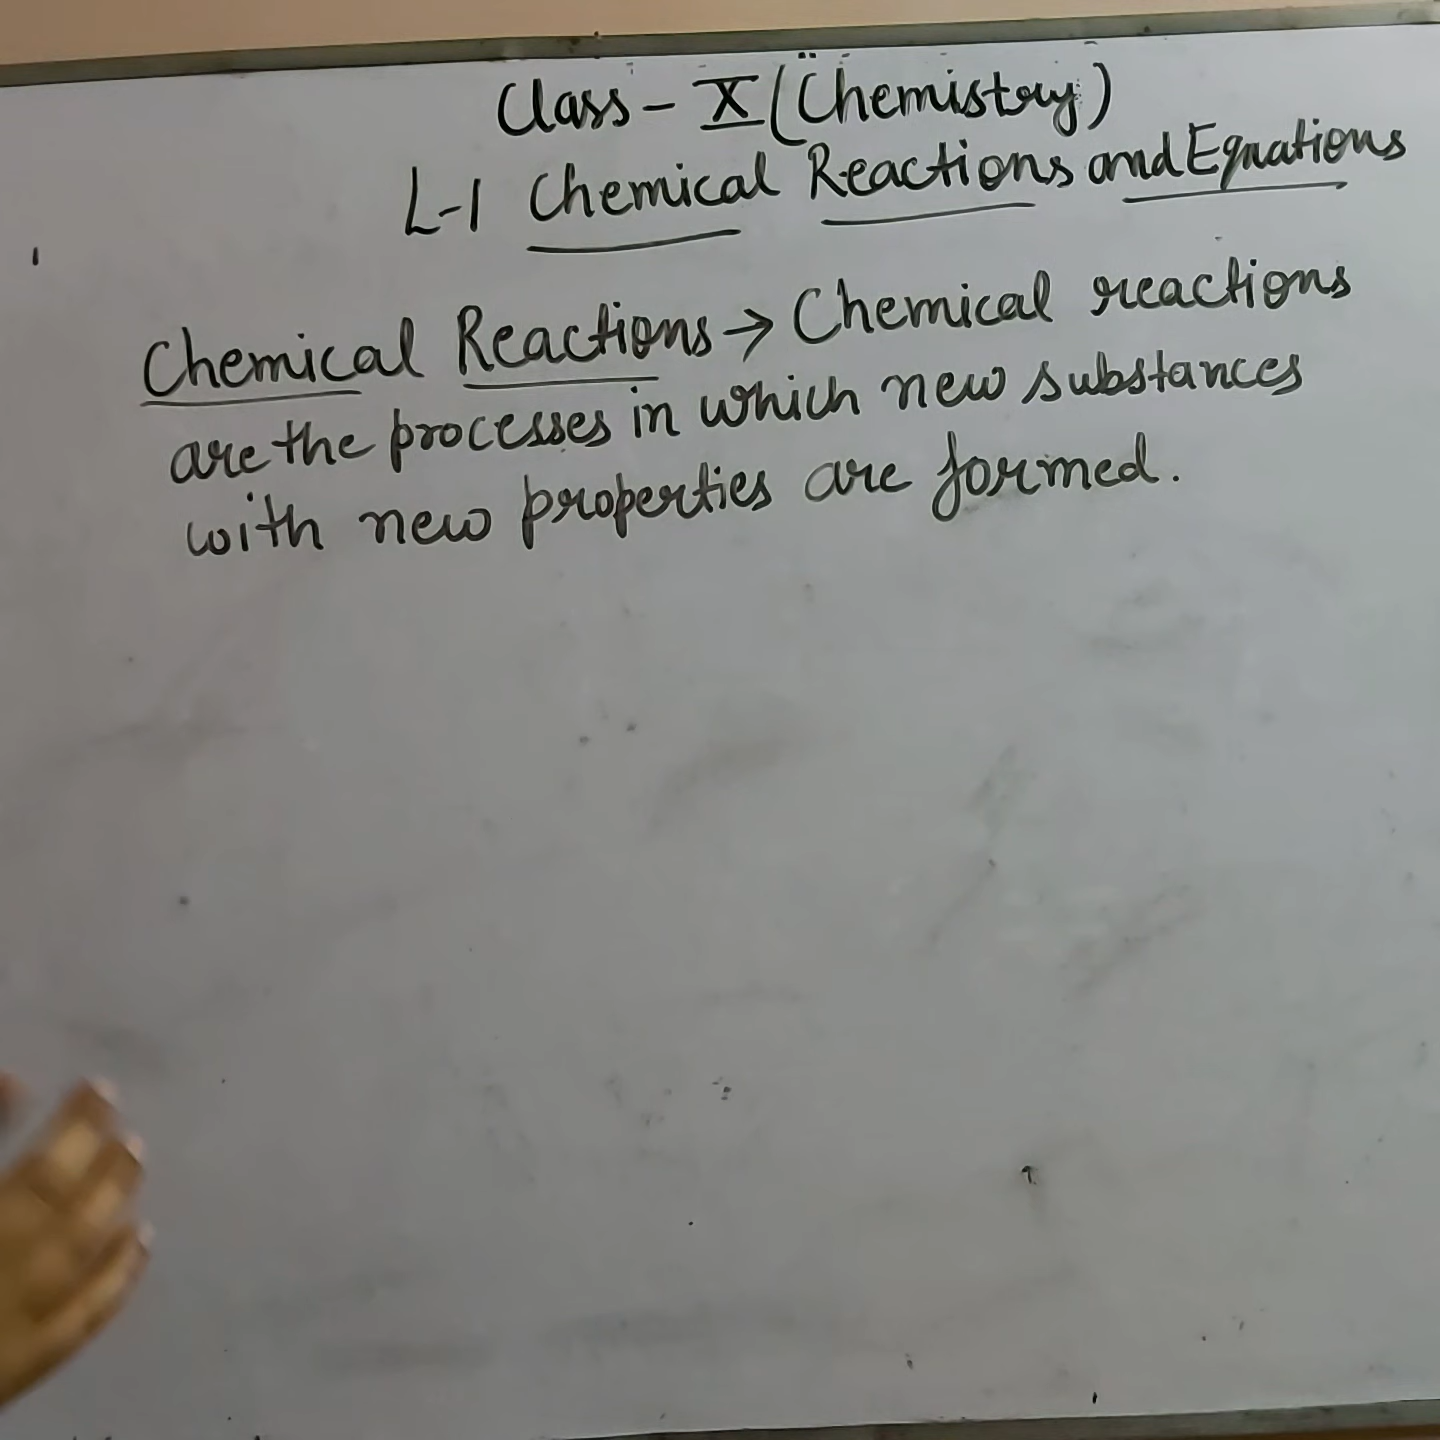 Class - X (Chemistry)
L-1 Chemical Reactions and Equations
Chemical Reactions → Chemical reactions
are the processes in which new substances
with new properties are formed.